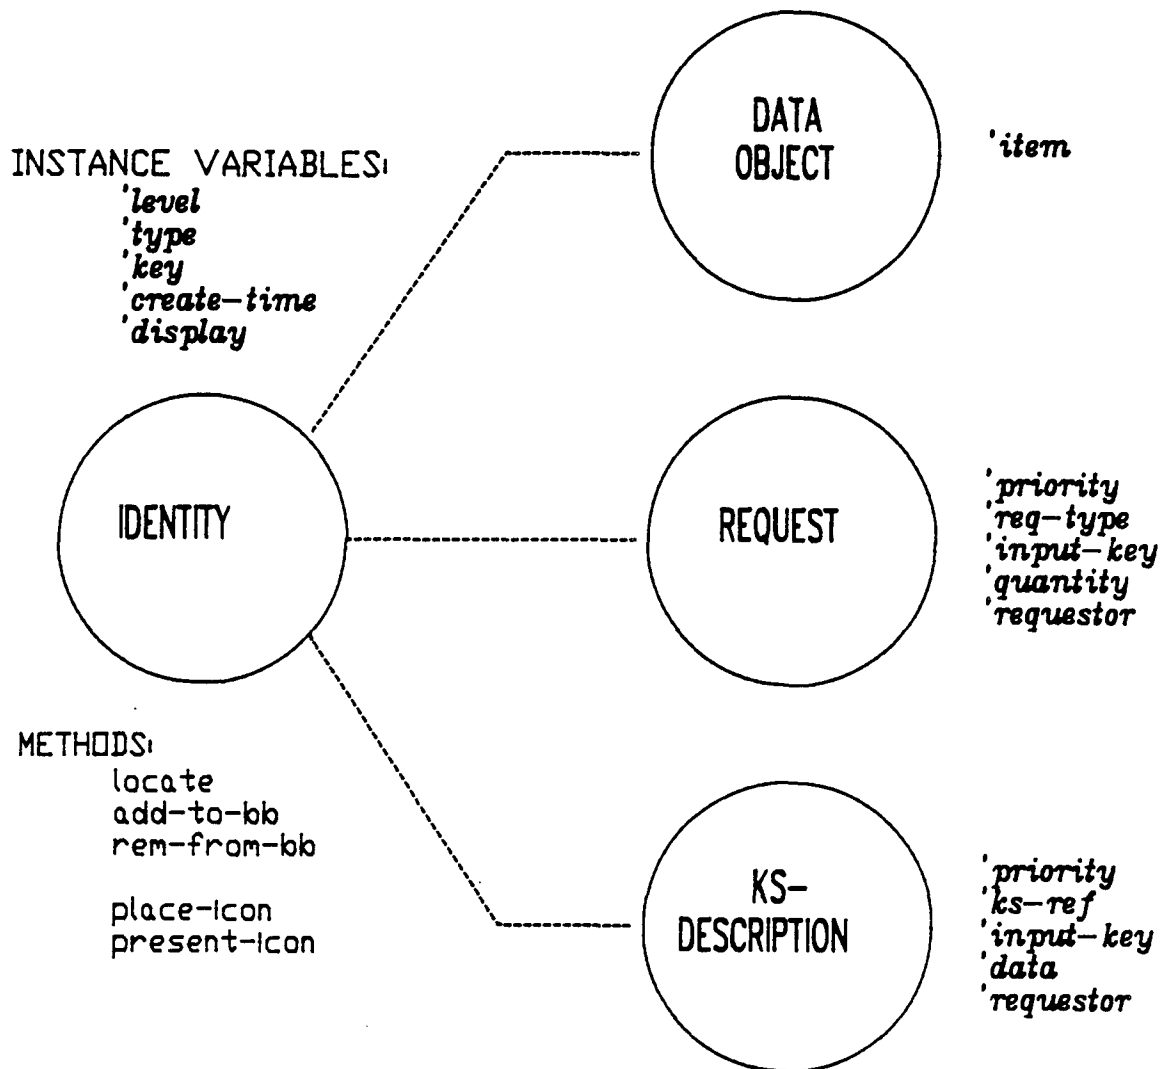 INSTANCE VARIABLES:
'level
'type
'key
'create-time
'display
IDENTITY
METHODS:
locate
add-to-bb
rem-from-bb
place-icon
present-icon
DATA
OBJECT
'item
REQUEST
'priority
'req-type
'input-key
'quantity
'requestor
KS-
DESCRIPTION
'priority
'ks-ref
'input-key
'data
'requestor